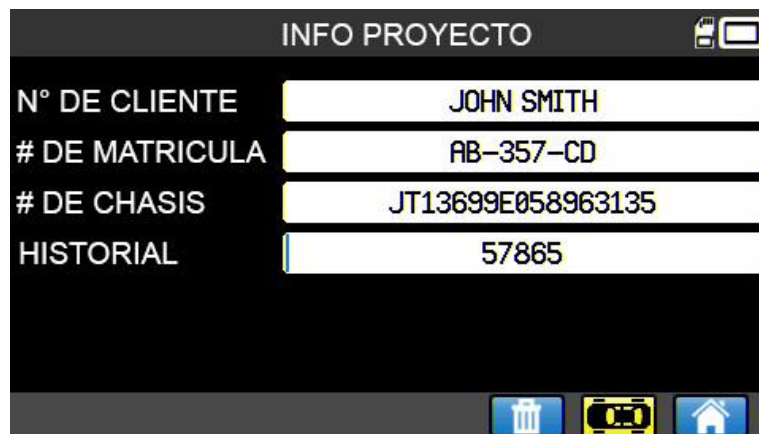 INFO PROYECTO
N° DE CLIENTE JOHN SMITH
# DE MATRICULA AB-357-CD
# DE CHASIS JT13699E058963135
HISTORIAL 57865